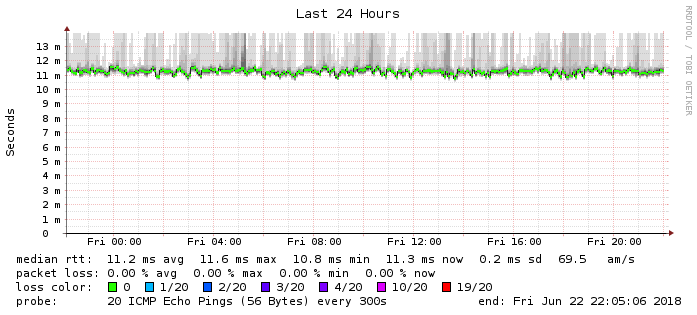 Last 24 Hours
RRDTOOL / TOBI OETIKER
Seconds
13 m
12 m
11 m
10 m
9 m
8 m
7 m
6 m
5 m
4 m
3 m
2 m
1 m
0
Fri 00:00 Fri 04:00 Fri 08:00 Fri 12:00 Fri 16:00 Fri 20:00
median rtt: 11.2 ms avg 11.6 ms max 10.8 ms min 11.3 ms now 0.2 ms sd 69.5 am/s
packet loss: 0.00 % avg 0.00 % max 0.00 % min 0.00 % now
loss color: 0 1/20 2/20 3/20 4/20 10/20 19/20
probe: 20 ICMP Echo Pings (56 Bytes) every 300s end: Fri Jun 22 22:05:06 2018